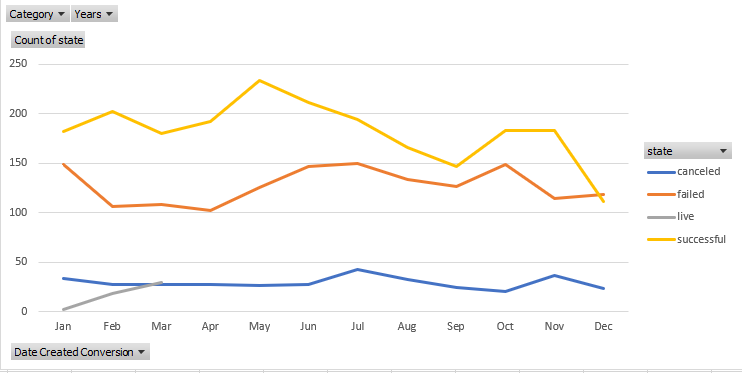 Category Years
Count of state
250
200
150
100
50
0
Jan Feb Mar Apr May Jun Jul Aug Sep Oct Nov Dec
state
canceled
failed
live
successful
Date Created Conversion